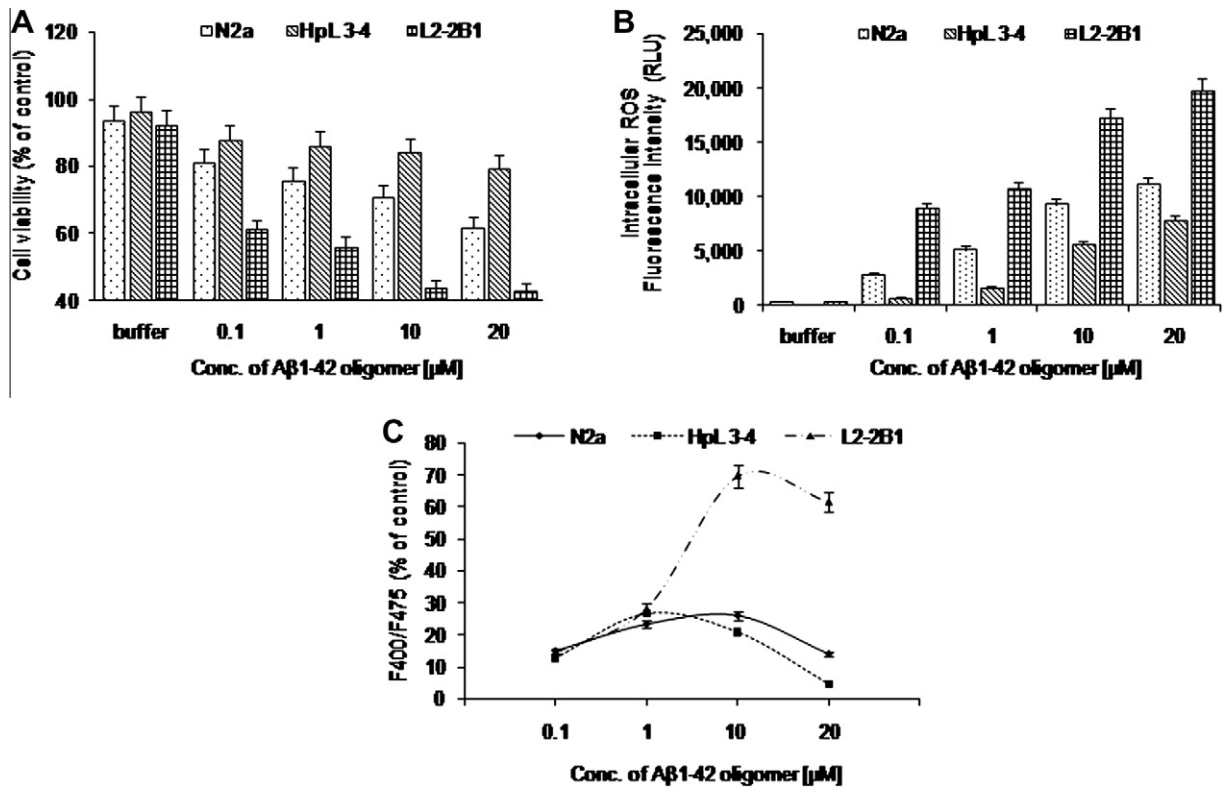 A
N2a HpL 3-4 L2-2B1
Cell viability (% of control)
120
100
80
60
40
buffer 0.1 1 10 20
Conc. of Aβ1-42 oligomer [µM]
B
N2a HpL 3-4 L2-2B1
Intracellular ROS
Fluorescence Intensity (RLU)
25,000
20,000
15,000
10,000
5,000
0
buffer 0.1 1 10 20
Conc. of Aβ1-42 oligomer [µM]
C
N2a HpL 3-4 L2-2B1
F400/F475 (% of control)
80
70
60
50
40
30
20
10
0
0.1 1 10 20
Conc. of Aβ1-42 oligomer [µM]